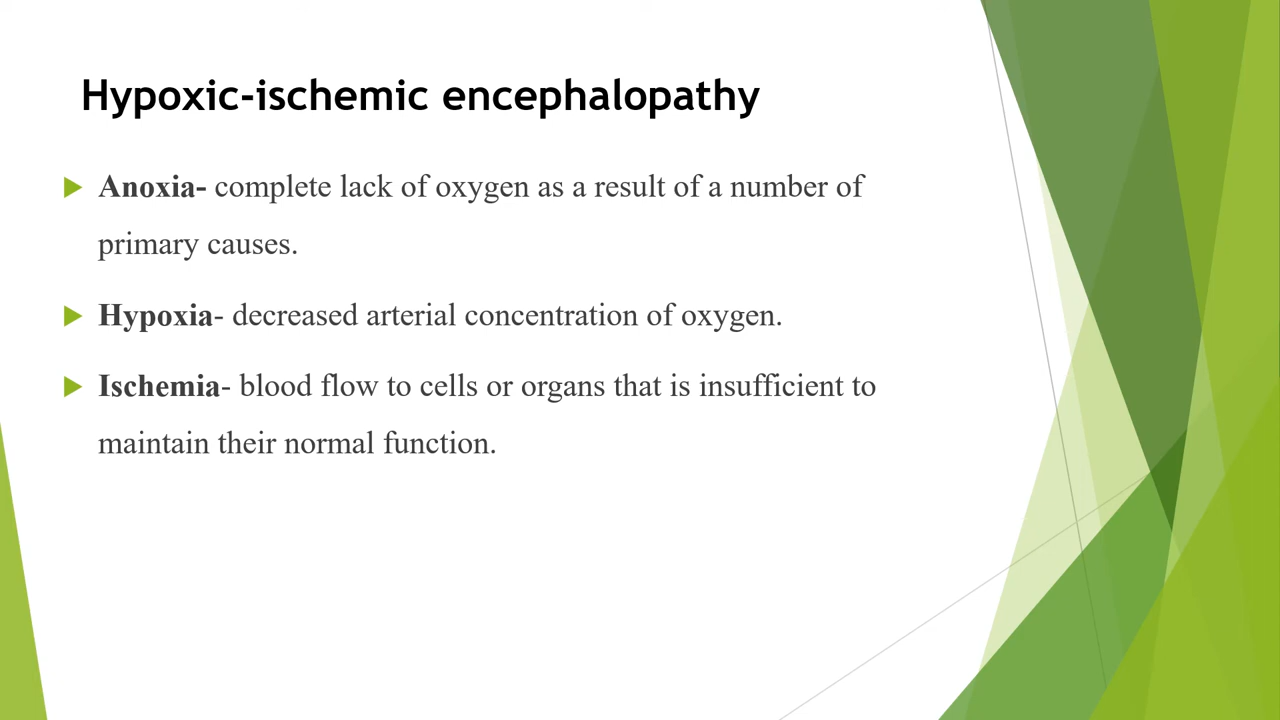 Hypoxic-ischemic encephalopathy
Anoxia- complete lack of oxygen as a result of a number of
primary causes.
Hypoxia- decreased arterial concentration of oxygen.
Ischemia- blood flow to cells or organs that is insufficient to
maintain their normal function.